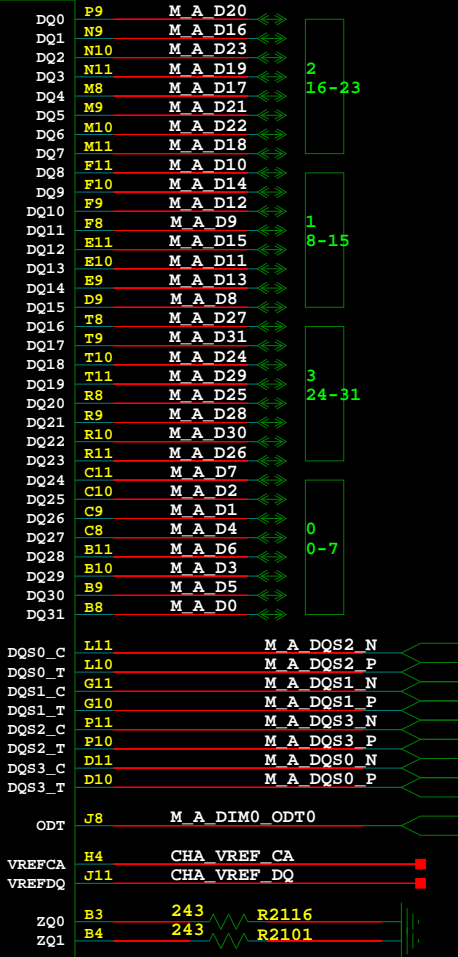 DQ0 P9 M_A_D20
DQ1 N9 M_A_D16
DQ2 N10 M_A_D23
DQ3 N11 M_A_D19
DQ4 M8 M_A_D17
DQ5 M9 M_A_D21
DQ6 M10 M_A_D22
DQ7 M11 M_A_D18
2
16-23
DQ8 F11 M_A_D10
DQ9 F10 M_A_D14
DQ10 F9 M_A_D12
DQ11 F8 M_A_D9
DQ12 E11 M_A_D15
DQ13 E10 M_A_D11
DQ14 E9 M_A_D13
DQ15 D9 M_A_D8
1
8-15
DQ16 T8 M_A_D27
DQ17 T9 M_A_D31
DQ18 T10 M_A_D24
DQ19 T11 M_A_D29
DQ20 R8 M_A_D25
DQ21 R9 M_A_D28
DQ22 R10 M_A_D30
DQ23 R11 M_A_D26
3
24-31
DQ24 C11 M_A_D7
DQ25 C10 M_A_D2
DQ26 C9 M_A_D1
DQ27 C8 M_A_D4
DQ28 B11 M_A_D6
DQ29 B10 M_A_D3
DQ30 B9 M_A_D5
DQ31 B8 M_A_D0
0
0-7
DQS0_C L11 M_A_DQS2_N
DQS0_T L10 M_A_DQS2_P
DQS1_C G11 M_A_DQS1_N
DQS1_T G10 M_A_DQS1_P
DQS2_C P11 M_A_DQS3_N
DQS2_T P10 M_A_DQS3_P
DQS3_C D11 M_A_DQS0_N
DQS3_T D10 M_A_DQS0_P
ODT J8 M_A_DIM0_ODT0
VREFCA H4 CHA_VREF_CA
VREFDQ J11 CHA_VREF_DQ
ZQ0 B3 243 R2116
ZQ1 B4 243 R2101